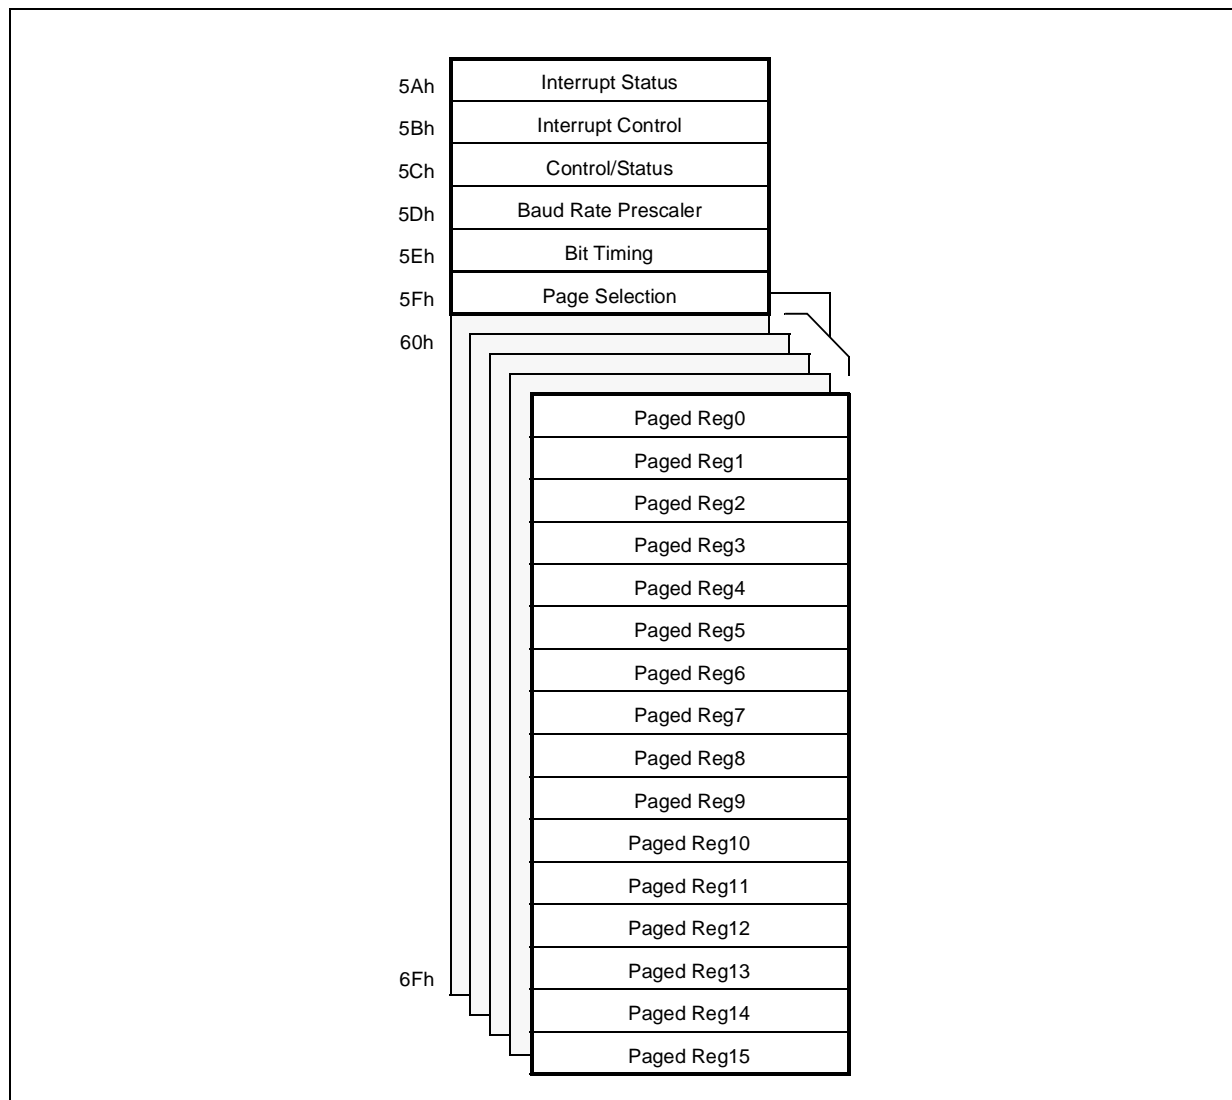 5Ah Interrupt Status
5Bh Interrupt Control
5Ch Control/Status
5Dh Baud Rate Prescaler
5Eh Bit Timing
5Fh Page Selection
60h
Paged Reg0
Paged Reg1
Paged Reg2
Paged Reg3
Paged Reg4
Paged Reg5
Paged Reg6
Paged Reg7
Paged Reg8
Paged Reg9
Paged Reg10
Paged Reg11
Paged Reg12
Paged Reg13
6Fh
Paged Reg14
Paged Reg15